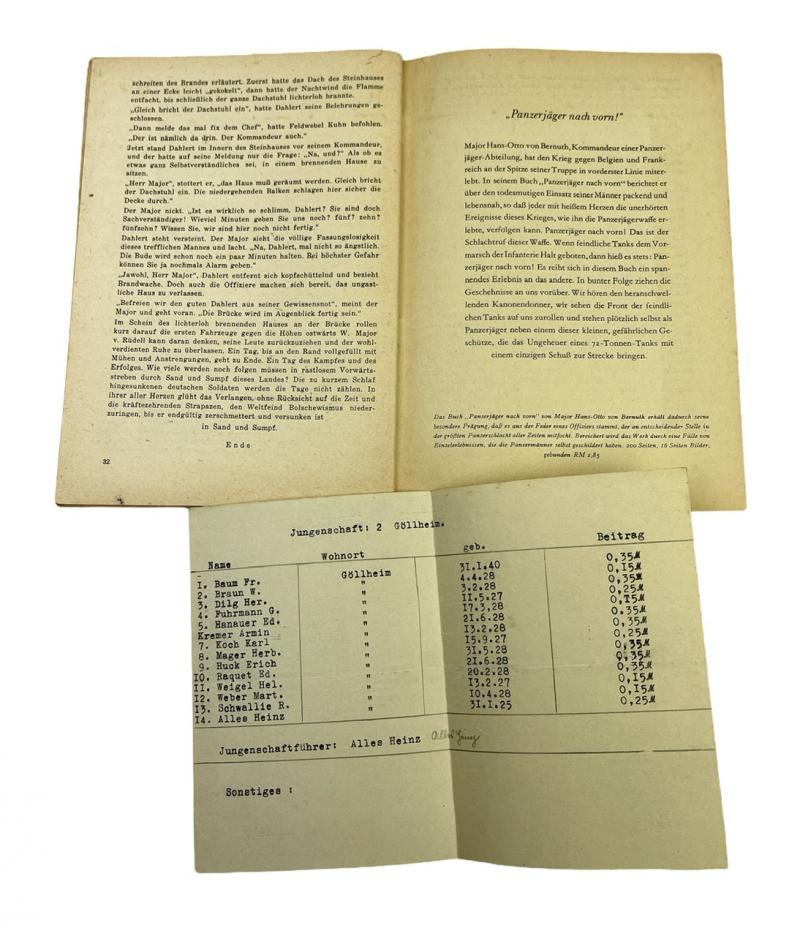 schreiten des Brandes erläutert. Zuerst hatte das Dach des Steinhauses
an einer Ecke leicht „gekokelt“, dann hatte der Nachtwind die Flamme
entfacht, bis schließlich der ganze Dachstuhl lichterloh brannte.
„Gleich bricht der Dachstuhl ein“, hatte Dahlert seine Belehrungen ge-
schlossen.
„Dann melde das mal fix dem Chef“, hatte Feldwebel Kuhn befohlen.
„Der ist nämlich da drin. Der Kommandeur auch.“
Jetzt stand Dahlert im Innern des Steinhauses vor seinem Kommandeur,
und der hatte auf seine Meldung nur die Frage: „Na, und?“ Als ob es
etwas ganz Selbstverständliches sei, in einem brennenden Hause zu
sitzen.
„Herr Major“, stottert er, „das Haus muß geräumt werden. Gleich bricht
der Dachstuhl ein. Die niedergehenden Balken schlagen hier sicher die
Decke durch.“
Der Major nickt. „Ist es wirklich so schlimm, Dahlert? Sie sind doch
Sachverständiger! Wieviel Minuten geben Sie uns noch? fünf? zehn?
fünfzehn? Wissen Sie, wir sind hier noch nicht fertig.“
Dahlert steht versteint. Der Major sieht die völlige Fassungslosigkeit
dieses trefflichen Mannes und lacht. „Na, Dahlert, mal nicht so ängstlich.
Die Bude wird schon noch ein paar Minuten halten. Bei höchster Gefahr
können Sie ja nochmals Alarm geben.“
„Jawohl, Herr Major“, Dahlert entfernt sich kopfschüttelnd und bezieht
Brandwache. Doch auch die Offiziere machen sich bereit, das ungast-
liche Haus zu verlassen.
„Befreien wir den guten Dahlert aus seiner Gewissensnot“, meint der
Major und geht voran. „Die Brücke wird im Augenblick fertig sein.“
Im Schein des lichterloh brennenden Hauses an der Brücke rollen
kurz darauf die ersten Fahrzeuge gegen die Höhen ostwärts W. Major
v. Rüdell kann daran denken, seine Leute zurückzuziehen und der wohl-
verdienten Ruhe zu überlassen. Ein Tag, bis an den Rand vollgefüllt mit
Mühen und Anstrengungen, geht zu Ende. Ein Tag des Kampfes und des
Erfolges. Wie viele werden noch folgen müssen in rastlosem Vorwärts-
streben durch Sand und Sumpf dieses Landes? Die zu kurzem Schlaf
hingesunkenen deutschen Soldaten werden die Tage nicht zählen. In
ihrer aller Herzen glüht das Verlangen, ohne Rücksicht auf die Zeit und
die kräftezehrenden Strapazen, den Weltfeind Bolschewismus nieder-
zuringen, bis er endgültig zerschmettert und versunken ist
in Sand und Sumpf.
Ende
32
„Panzerjäger nach vorn!“
Major Hans-Otto von Bernuth, Kommandeur einer Panzer-
jäger-Abteilung, hat den Krieg gegen Belgien und Frank-
reich an der Spitze seiner Truppe in vorderster Linie miter-
lebt. In seinem Buch „Panzerjäger nach vorn“ berichtet er
über den todesmutigen Einsatz seiner Männer packend und
lebensnah, so daß jeder mit heißem Herzen die unerhörten
Ereignisse dieses Krieges, wie ihn die Panzerjägerwaffe er-
lebte, verfolgen kann. Panzerjäger nach vorn! Das ist der
Schlachtruf dieser Waffe. Wenn feindliche Tanks dem Vor-
marsch der Infanterie Halt geboten, dann hieß es stets: Pan-
zerjäger nach vorn! Es reiht sich in diesem Buch ein span-
nendes Erlebnis an das andere. In bunter Folge ziehen die
Geschehnisse an uns vorüber. Wir hören den heranschwel-
lenden Kanonendonner, wir sehen die Front der feindli-
chen Tanks auf uns zurollen und stehen plötzlich selbst als
Panzerjäger neben einem dieser kleinen, gefährlichen Ge-
schütze, die das Ungeheuer eines 72-Tonnen-Tanks mit
einem einzigen Schuß zur Strecke bringen.
Das Buch „Panzerjäger nach vorn“ von Major Hans-Otto von Bernuth erhält dadurch seine
besondere Prägung, daß es aus der Feder eines Offiziers stammt, der an entscheidender Stelle in
der größten Panzerschlacht aller Zeiten mitfocht. Bereichert wird das Werk durch eine Fülle von
Einzelerlebnissen, die die Panzermänner selbst geschildert haben. 200 Seiten, 16 Seiten Bilder,
gebunden RM 2,85
Jungenschaft: 2 Göllheim.
Name Wohnort geb. Beitrag
1. Baum Fr. Göllheim 31.1.40 0,35M
2. Braun W. " 4.4.28 0,15M
3. Dilg Her. " 3.2.28 0,35M
4. Fuhrmann G. " 11.5.27 0,25M
5. Hanauer Ed. " 17.3.28 0,15M
Kremer Armin " 21.6.28 0.35M
7. Koch Karl " 13.2.28 0,35M
8. Mager Herb. " 15.9.27 0,25M
9. Huck Erich " 31.5.28 0,35M
10. Raquet Ed. " 21.6.28 0,35M
11. Weigel Hel. " 20.2.28 0,35M
12. Weber Mart. " 13.2.27 0,15M
13. Schwallie R. " 10.4.28 0,15M
14. Alles Heinz " 31.1.25 0,25M
Jungenschaftführer: Alles Heinz
Sonstiges :